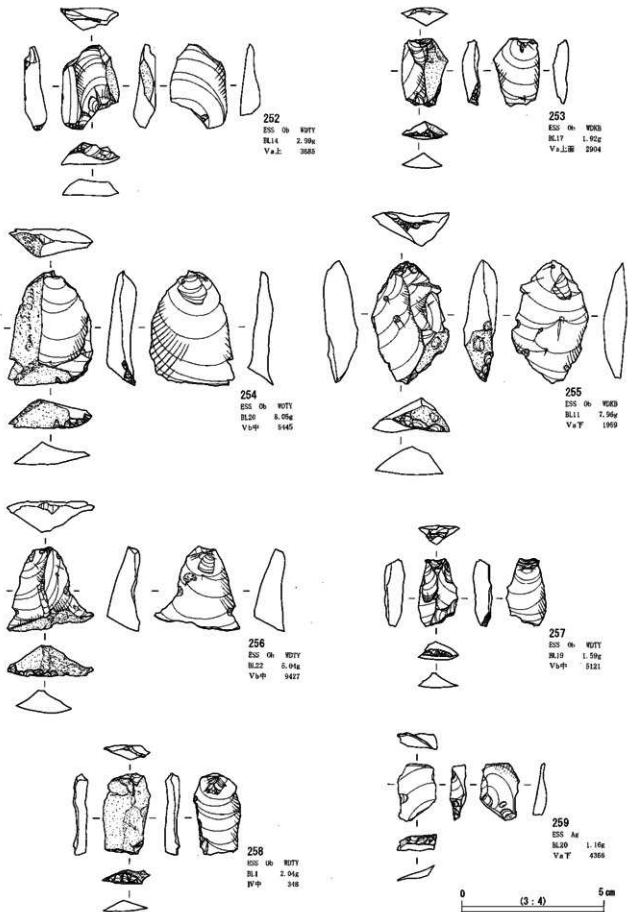 252
ESS Ob WDTY
BL14 2.99g
Va上 3685
253
ESS Ob WDKB
BL17 1.92g
Va上面 2904
254
ESS Ob WDTY
BL20 8.05g
Vb中 5445
255
ESS Ob WDKB
BL11 7.96g
Va下 1969
256
ESS Ob WDTY
BL22 5.04g
Vb中 9427
257
ESS Ob WDTY
BL19 1.59g
Vb中 5121
258
Ob WDTY
2.04g
Ⅳ中 348
259
ESS Ag
BL20 1.16g
Va下 4366
0 5 cm
(3:4)